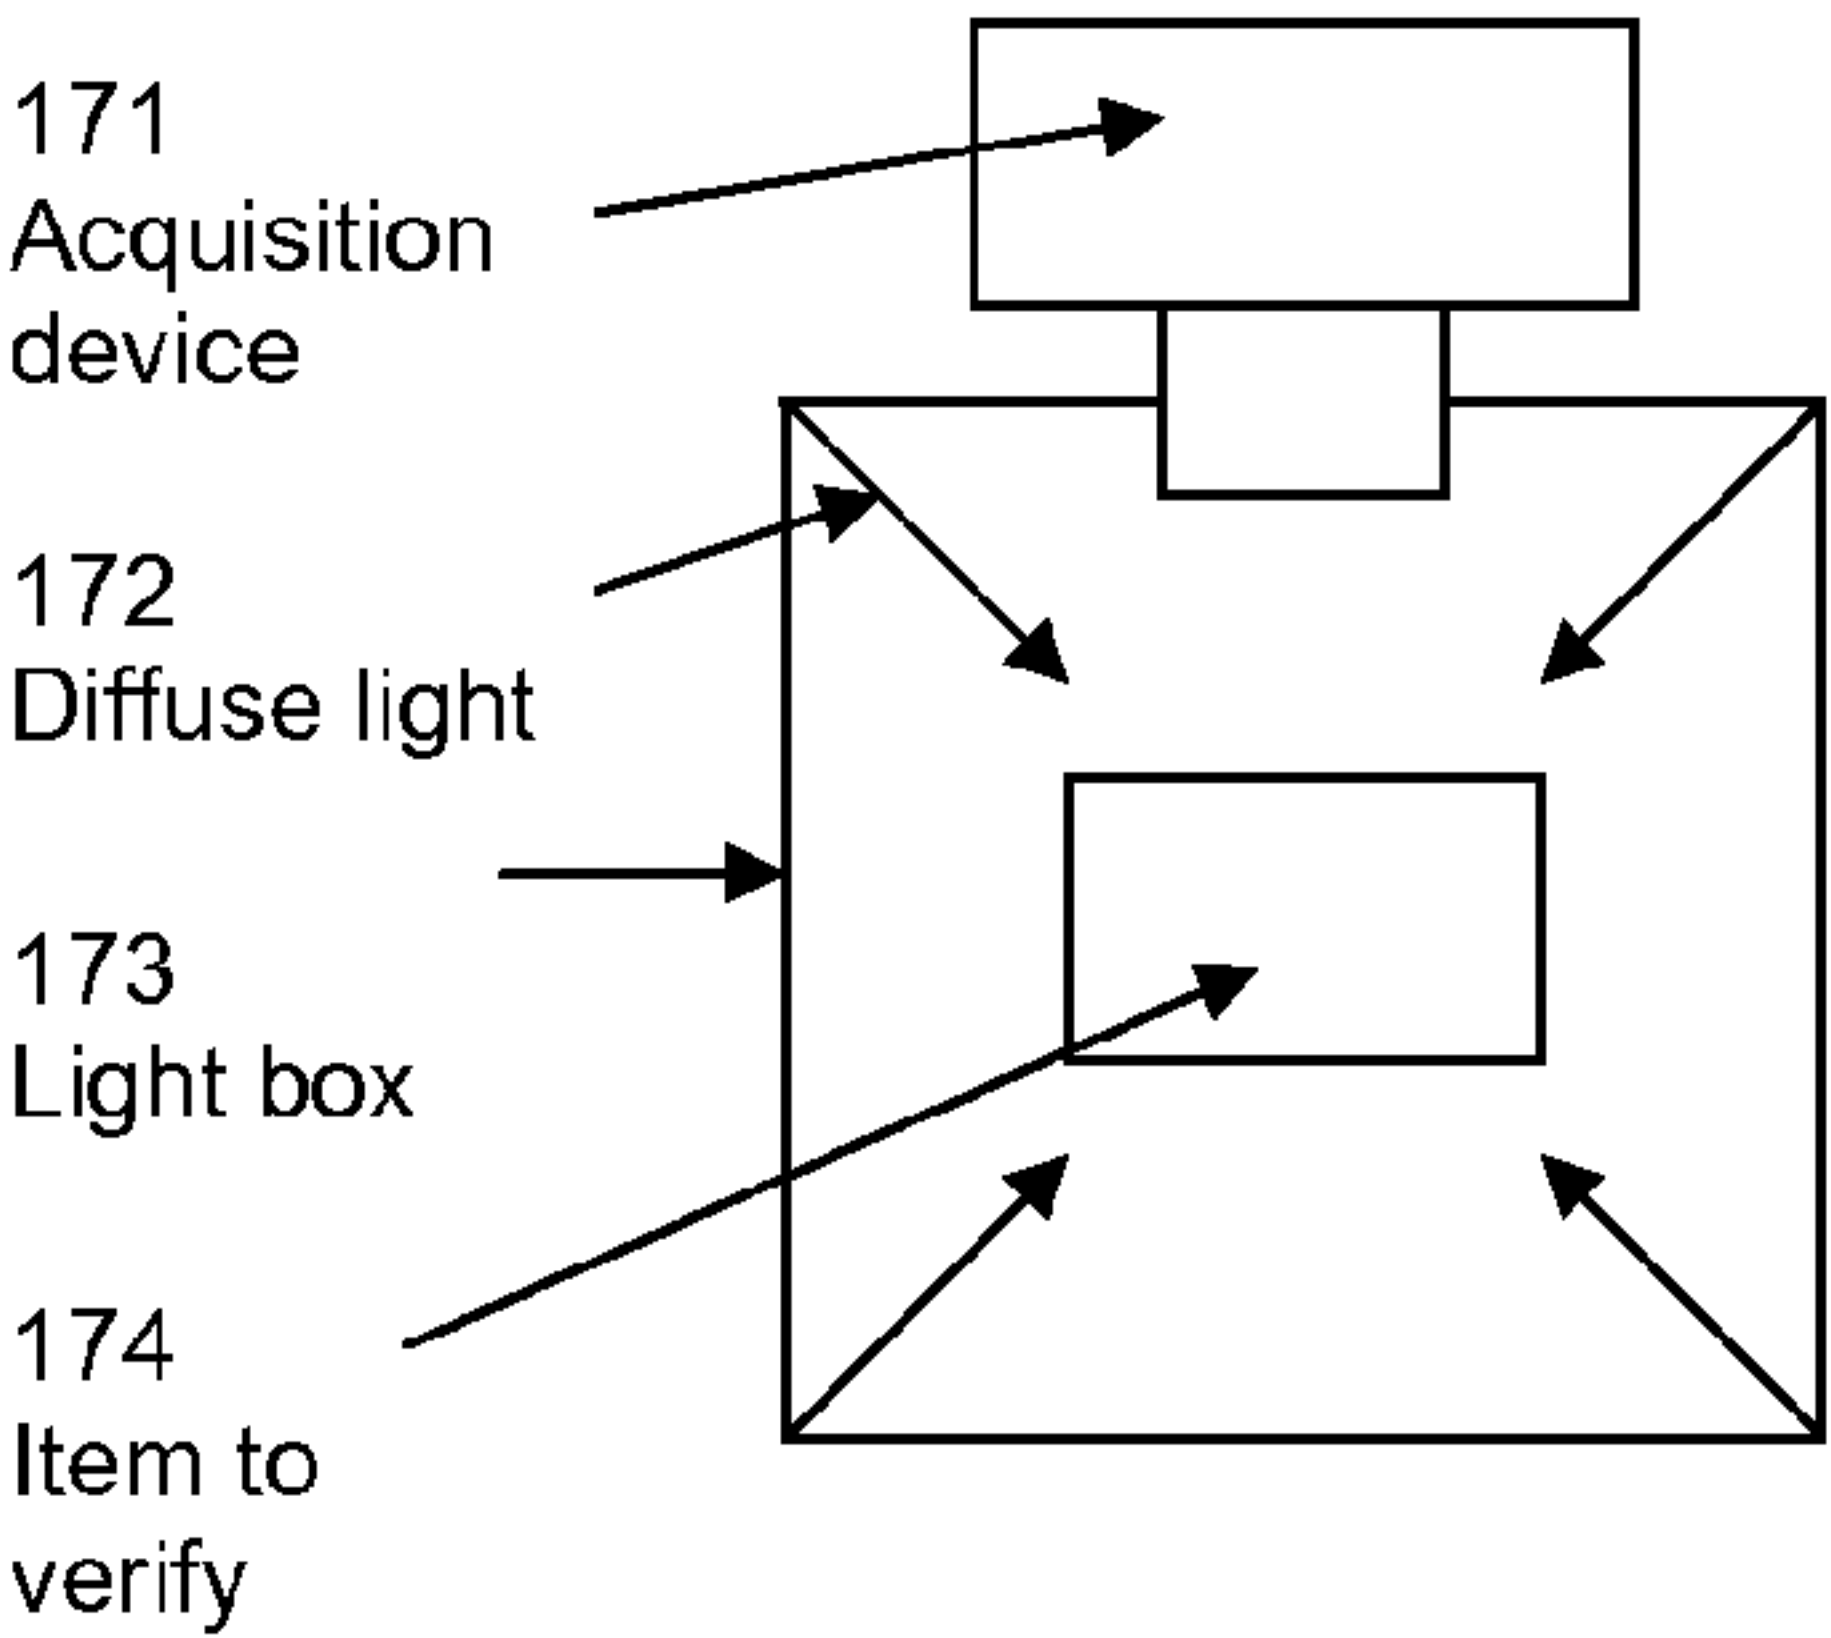 171
Acquisition
device
172
Diffuse light
173
Light box
174
Item to
verify